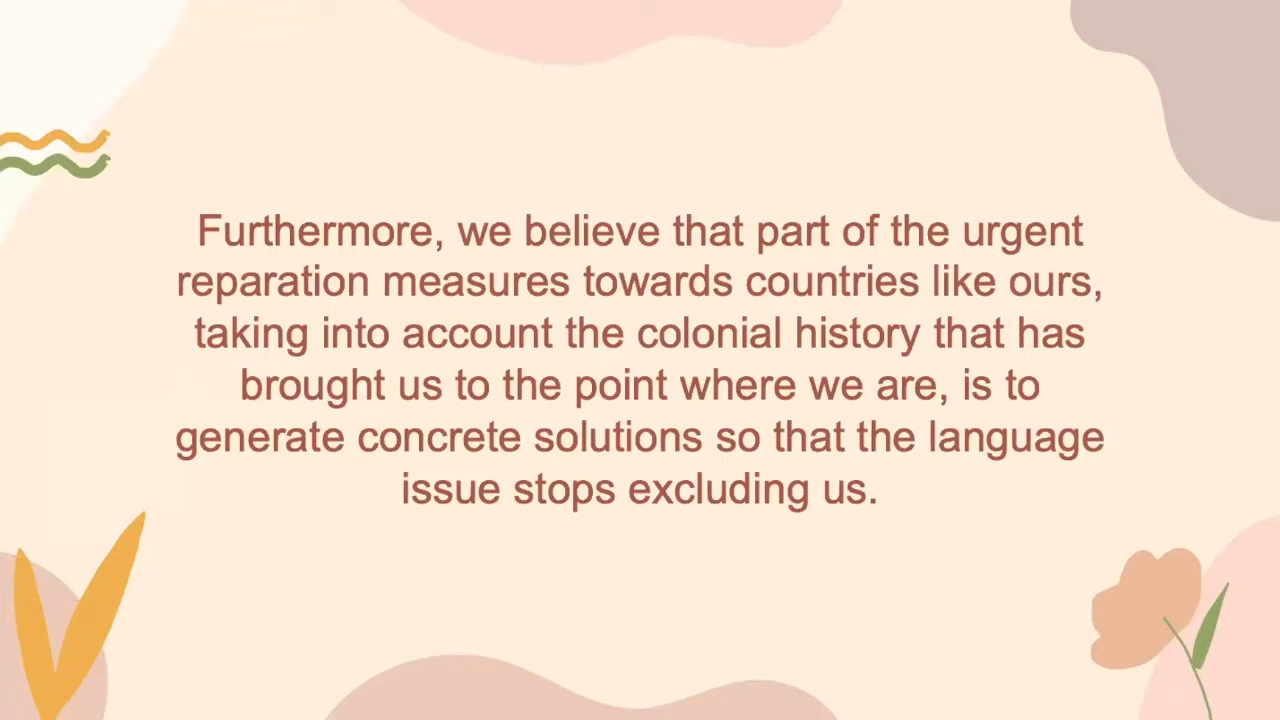 Furthermore, we believe that part of the urgent
reparation measures towards countries like ours,
taking into account the colonial history that has
brought us to the point where we are, is to
generate concrete solutions so that the language
issue stops excluding us.